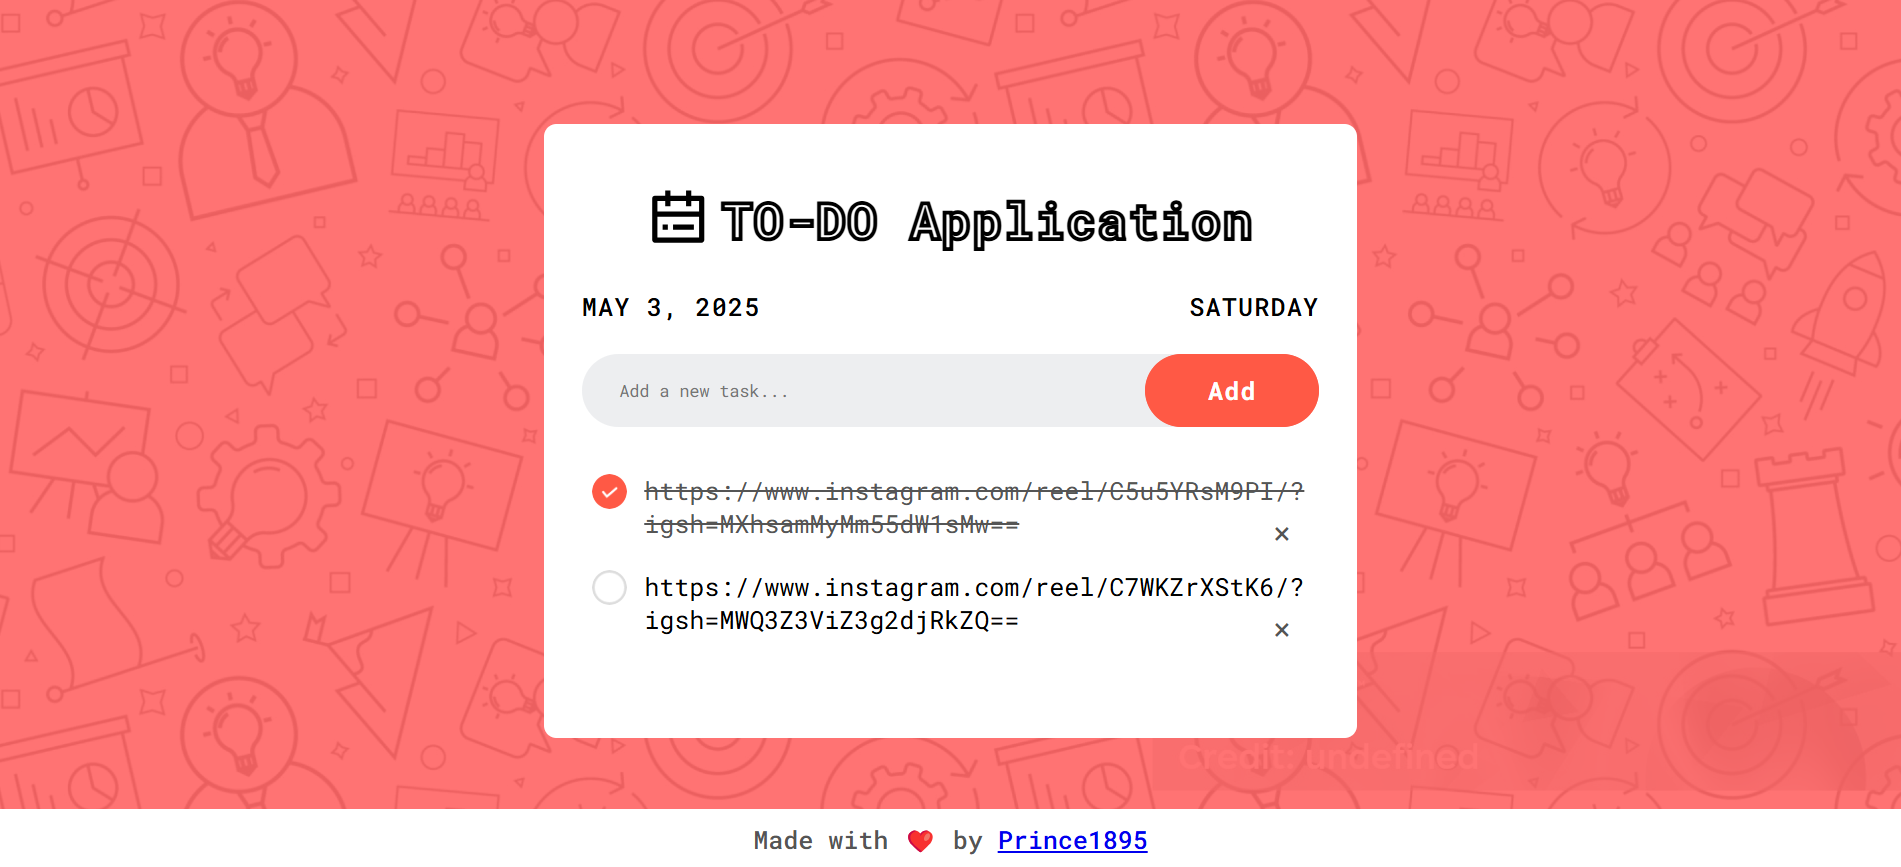 TO-DO Application
MAY 3, 2025
SATURDAY
Add a new task...
Add
https://www.instagram.com/reel/C5u5YRsM9PI/?
igsh=MXhsamMyMm55dW1sMw==
×
https://www.instagram.com/reel/C7WKZrXStK6/?
igsh=MWQ3Z3ViZ3g2djRkZQ==
×
Credit: undefined
Made with ❤️ by Prince1895